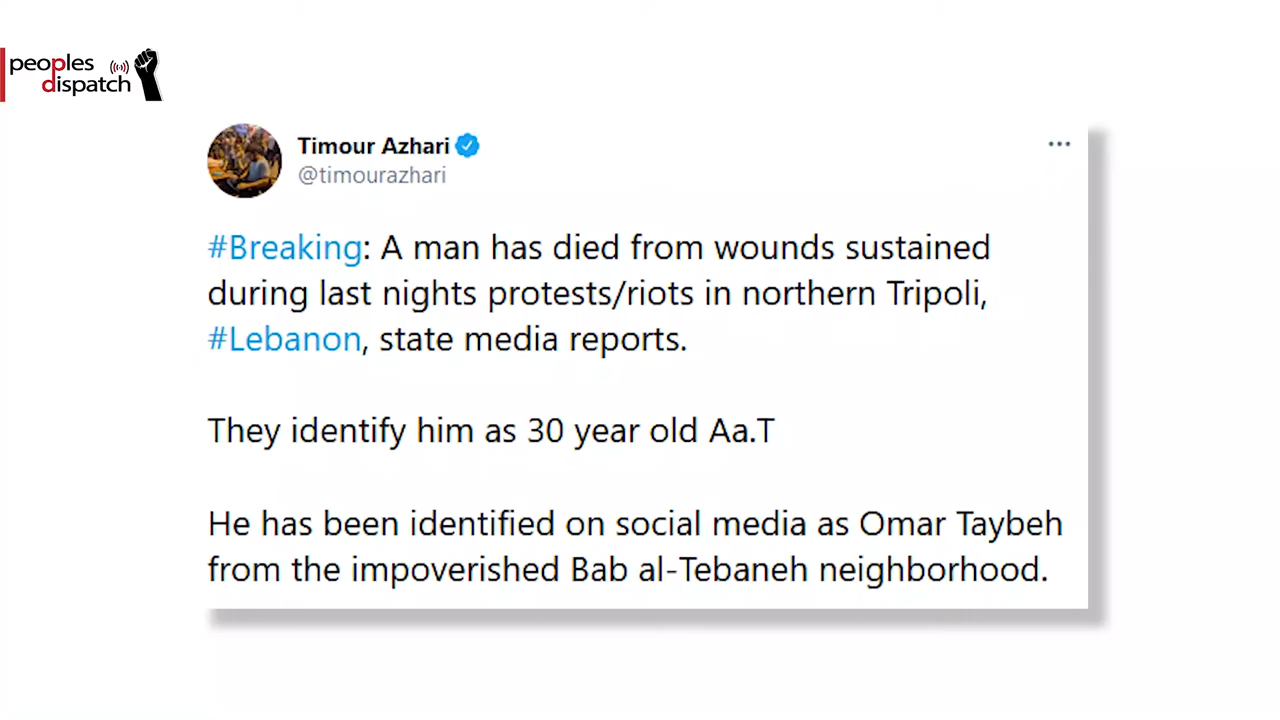 peoples
dispatch
Timour Azhari
@timourazhari
#Breaking: A man has died from wounds sustained
during last nights protests/riots in northern Tripoli,
#Lebanon, state media reports.
They identify him as 30 year old Aa.T
He has been identified on social media as Omar Taybeh
from the impoverished Bab al-Tebaneh neighborhood.